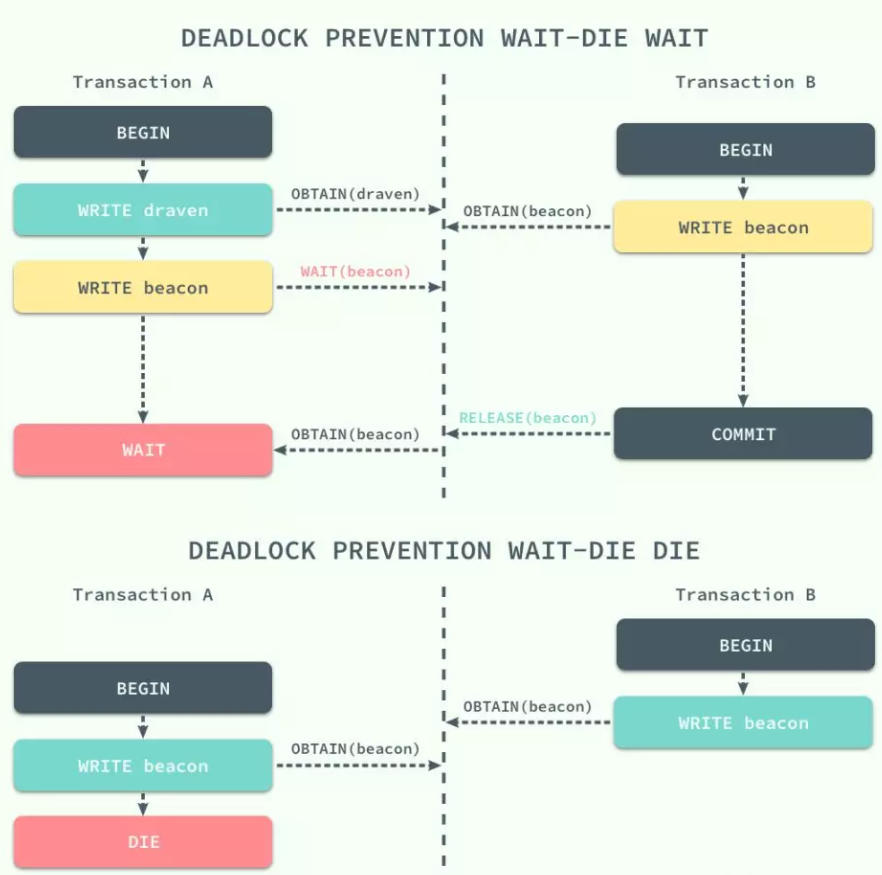 DEADLOCK PREVENTION WAIT-DIE WAIT
Transaction A
Transaction B
BEGIN
BEGIN
WRITE draven
OBTAIN(draven)
OBTAIN(beacon)
WRITE beacon
WRITE beacon
WAIT(beacon)
WAIT
OBTAIN(beacon)
RELEASE(beacon)
COMMIT
DEADLOCK PREVENTION WAIT-DIE DIE
Transaction A
Transaction B
BEGIN
BEGIN
OBTAIN(beacon)
WRITE beacon
WRITE beacon
OBTAIN(beacon)
DIE